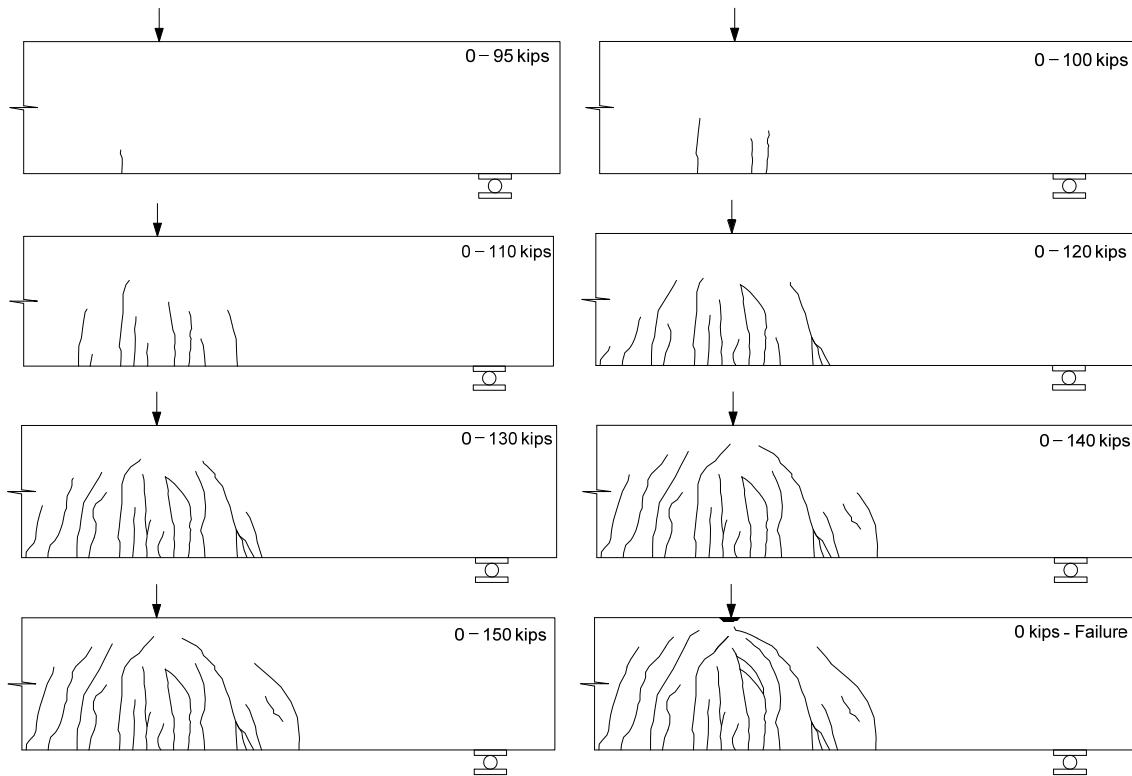 0 – 95 kips
0 – 100 kips
0 – 110 kips
0 – 120 kips
0 – 130 kips
0 – 140 kips
0 – 150 kips
0 kips - Failure